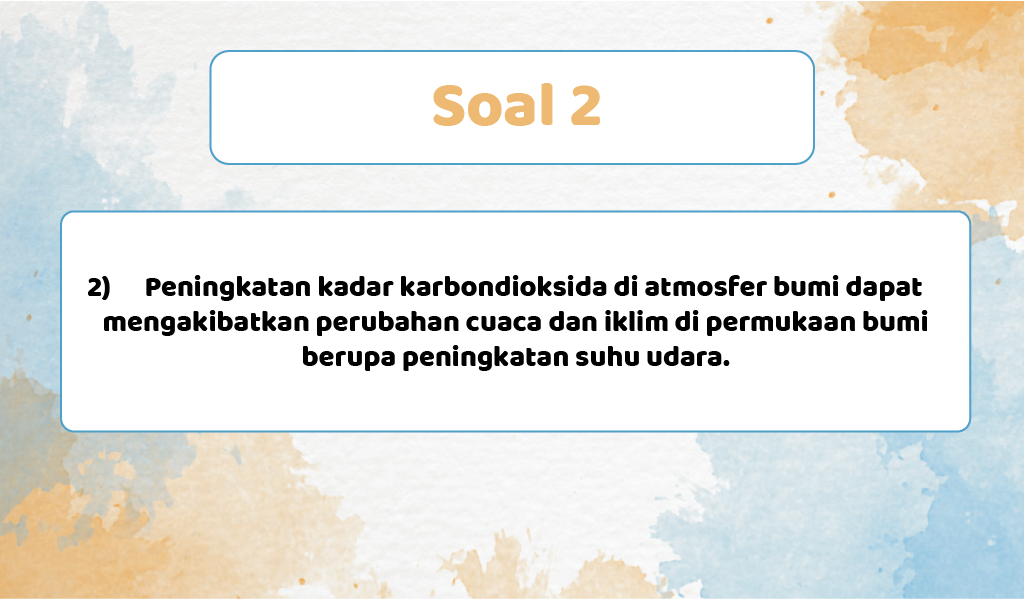 Soal 2
2) Peningkatan kadar karbondioksida di atmosfer bumi dapat
mengakibatkan perubahan cuaca dan iklim di permukaan bumi
berupa peningkatan suhu udara.